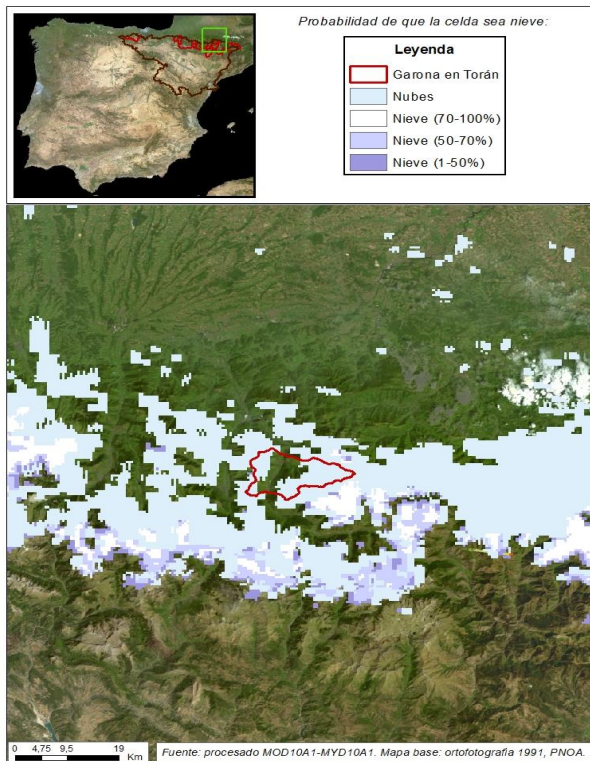 Probabilidad de que la celda sea nieve:
Leyenda
Garona en Torán
Nubes
Nieve (70-100%)
Nieve (50-70%)
Nieve (1-50%)
0 4,75 9,5 19
Km
Fuente: procesado MOD10A1-MYD10A1. Mapa base: ortofotografia 1991, PNOA.